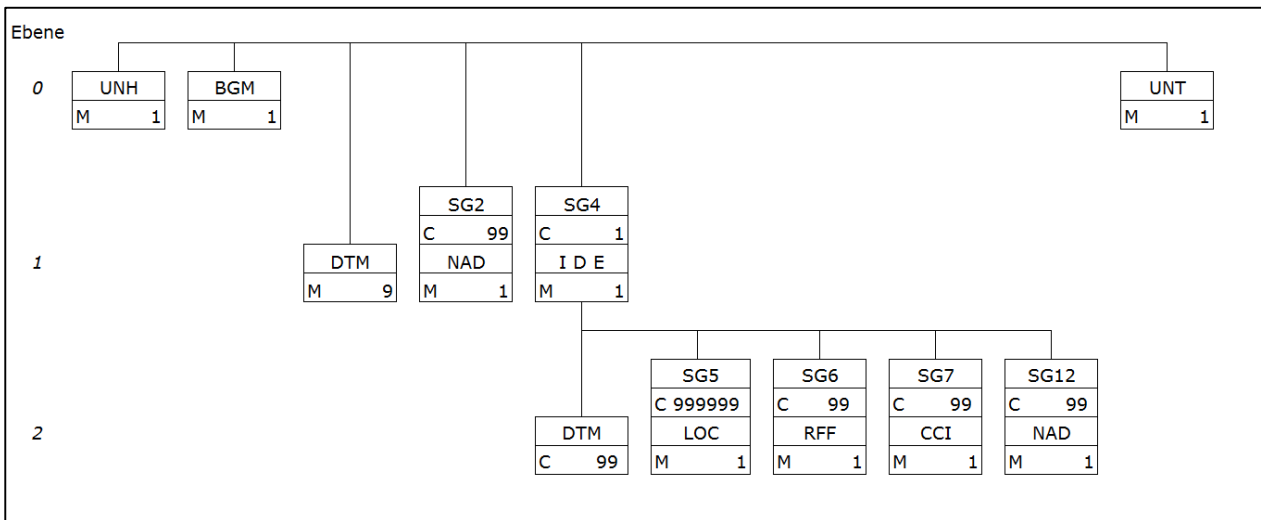 Ebene
0 UNH BGM UNT
M 1 M 1 M 1
SG2 SG4
C 99 C 1
1 DTM NAD I D E
M 9 M 1 M 1
SG5 SG6 SG7 SG12
C 999999 C 99 C 99 C 99
2 DTM LOC RFF CCI NAD
C 99 M 1 M 1 M 1 M 1